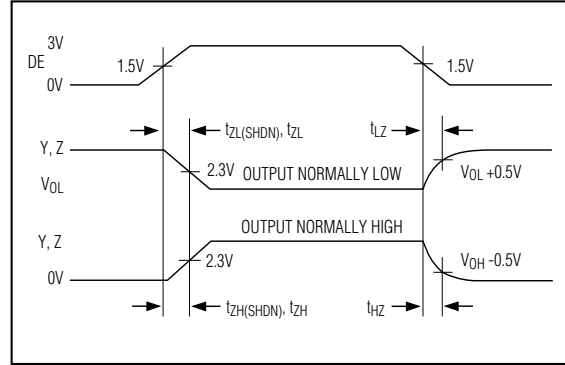 3V
DE
1.5V
1.5V
0V
tZL(SHDN), tZL
tLZ
Y, Z
2.3V
OUTPUT NORMALLY LOW
VOL +0.5V
VOL
OUTPUT NORMALLY HIGH
Y, Z
2.3V
VOH -0.5V
0V
tZH(SHDN), tZH
tHZ